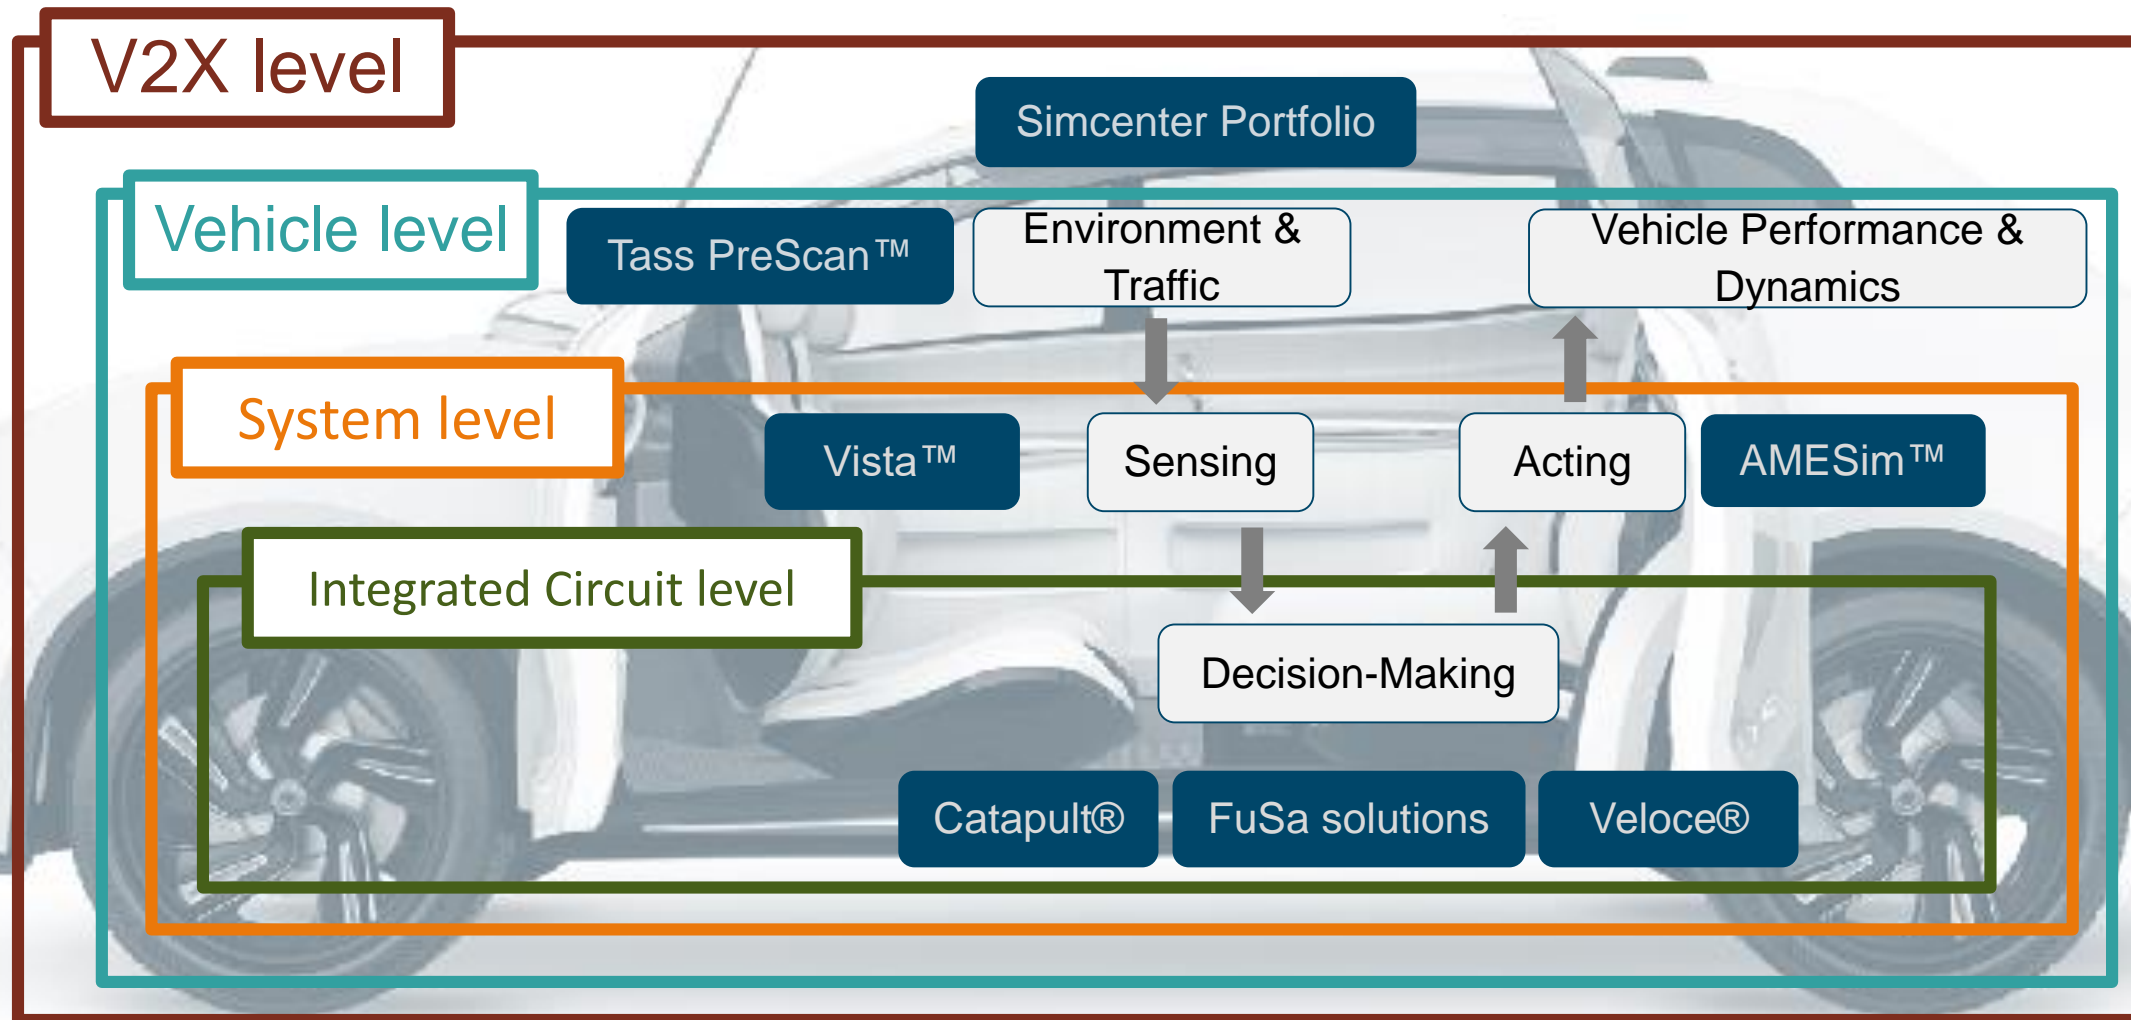 V2X level
Simcenter Portfolio
Vehicle level
Tass PreScan™
Environment &
Traffic
Vehicle Performance &
Dynamics
System level
Vista™
Sensing
Acting
AMESim™
Integrated Circuit level
Decision-Making
Catapult®
FuSa solutions
Veloce®